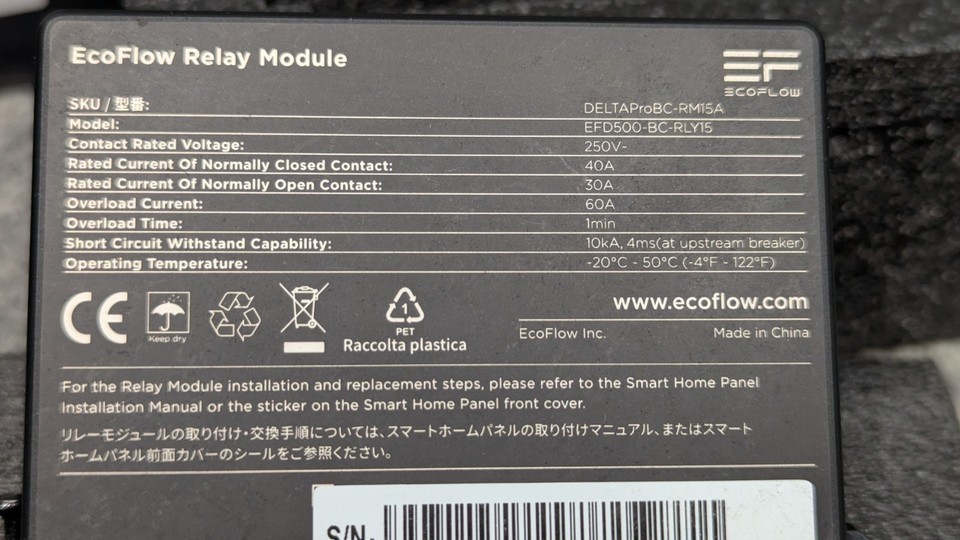 EcoFlow Relay Module
EF
ECOFLOW
SKU / 型番: DELTAProBC-RM15A
Model: EFD500-BC-RLY15
Contact Rated Voltage: 250V~
Rated Current Of Normally Closed Contact: 40A
Rated Current Of Normally Open Contact: 30A
Overload Current: 60A
Overload Time: 1min
Short Circuit Withstand Capability: 10kA, 4ms(at upstream breaker)
Operating Temperature: -20°C - 50°C (-4°F - 122°F)
CE
Keep dry
1
PET
Raccolta plastica
www.ecoflow.com
EcoFlow Inc. Made in China
For the Relay Module installation and replacement steps, please refer to the Smart Home Panel
Installation Manual or the sticker on the Smart Home Panel front cover.
リレーモジュールの取り付け・交換手順については、スマートホームパネルの取り付けマニュアル、またはスマート
ホームパネル前面カバーのシールをご参照ください。
S/N: